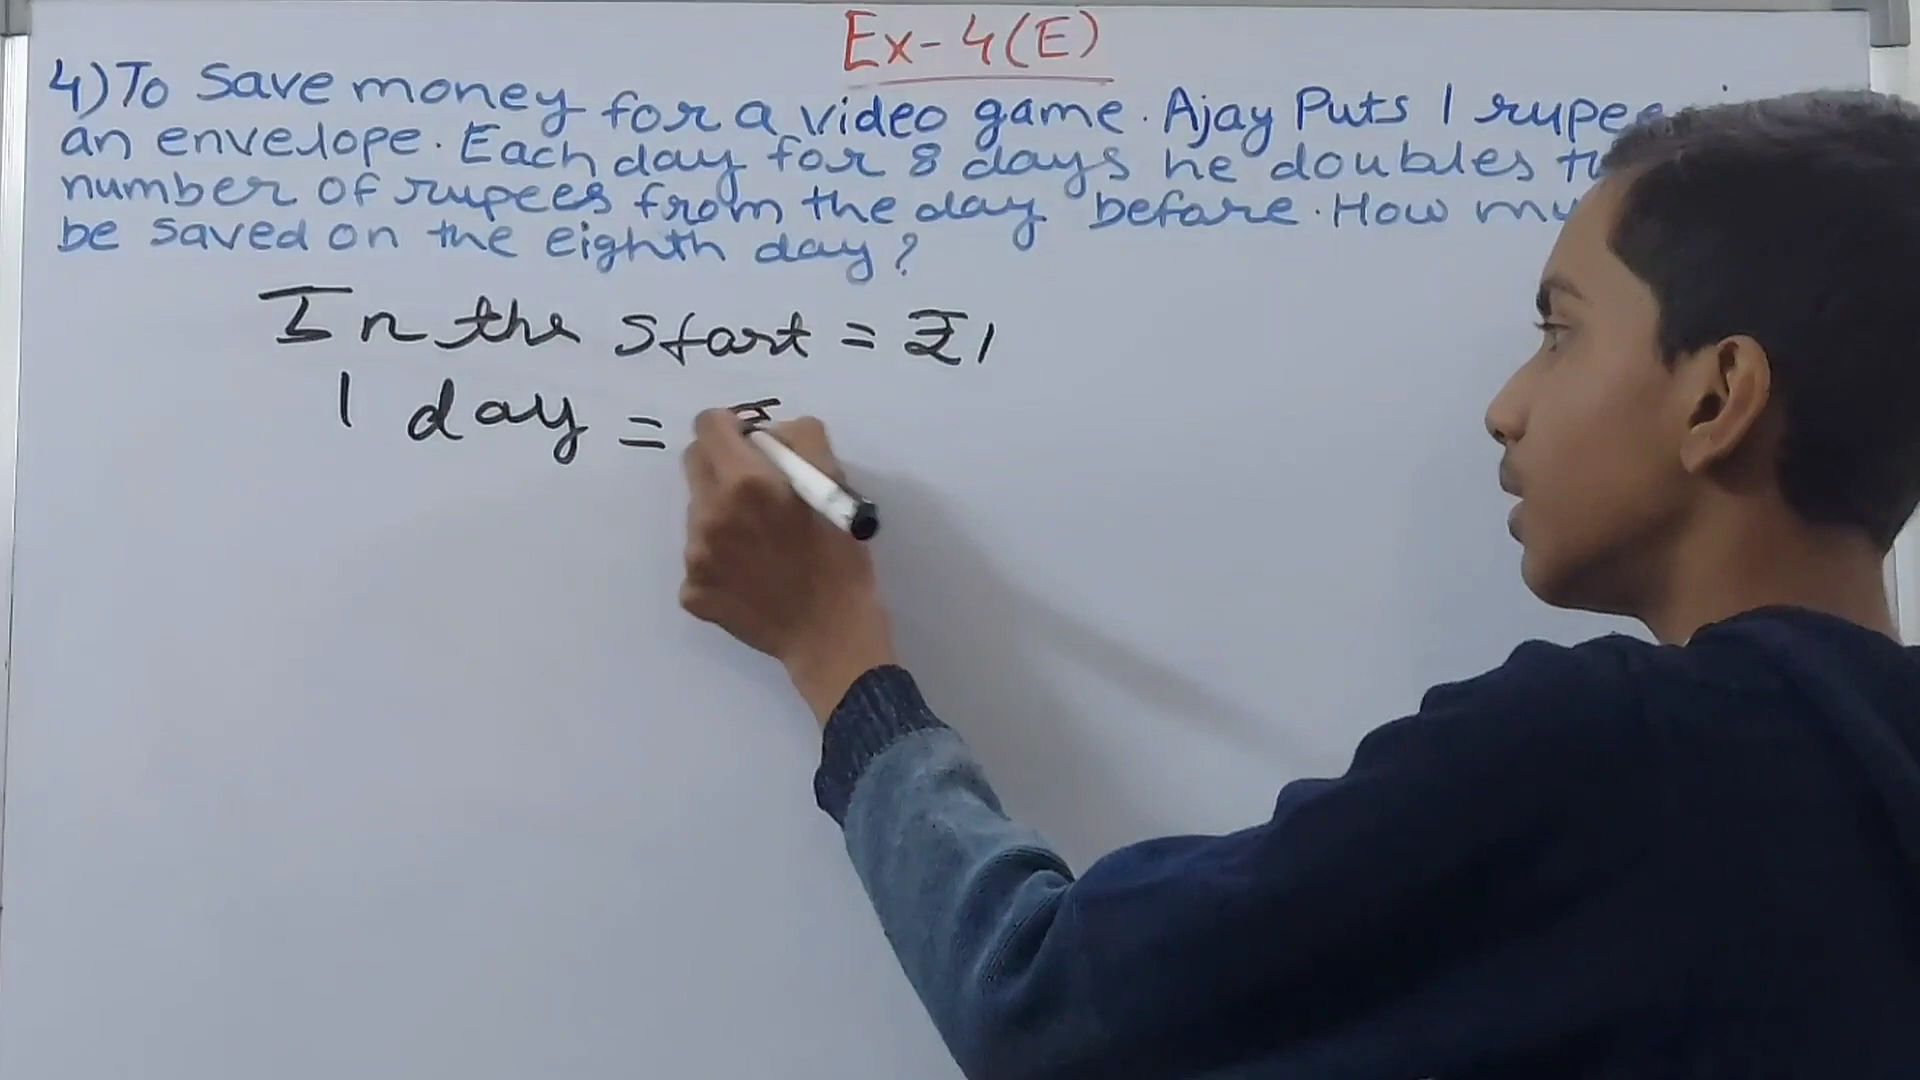 Ex-4(E)
4) To save money for a video game. Ajay Puts 1 rupee
an envelope. Each day for 8 days he doubles
number of rupees from the day before. How
be saved on the eighth day?
In the start = ₹1
1 day = ₹